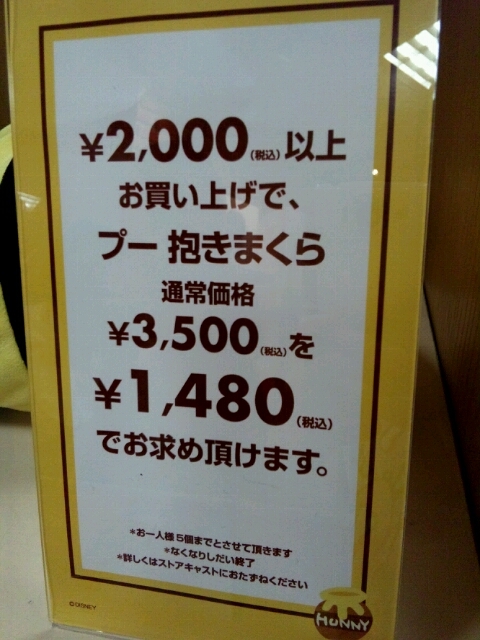 ¥2,000(税込)以上
お買い上げで、
プー 抱きまくら
通常価格
¥3,500(税込)を
¥1,480(税込)
でお求め頂けます。
*お一人様5個までとさせて頂きます
*なくなりしだい終了
*詳しくはストアキャストにおたずねください
©DISNEY
HUNNY